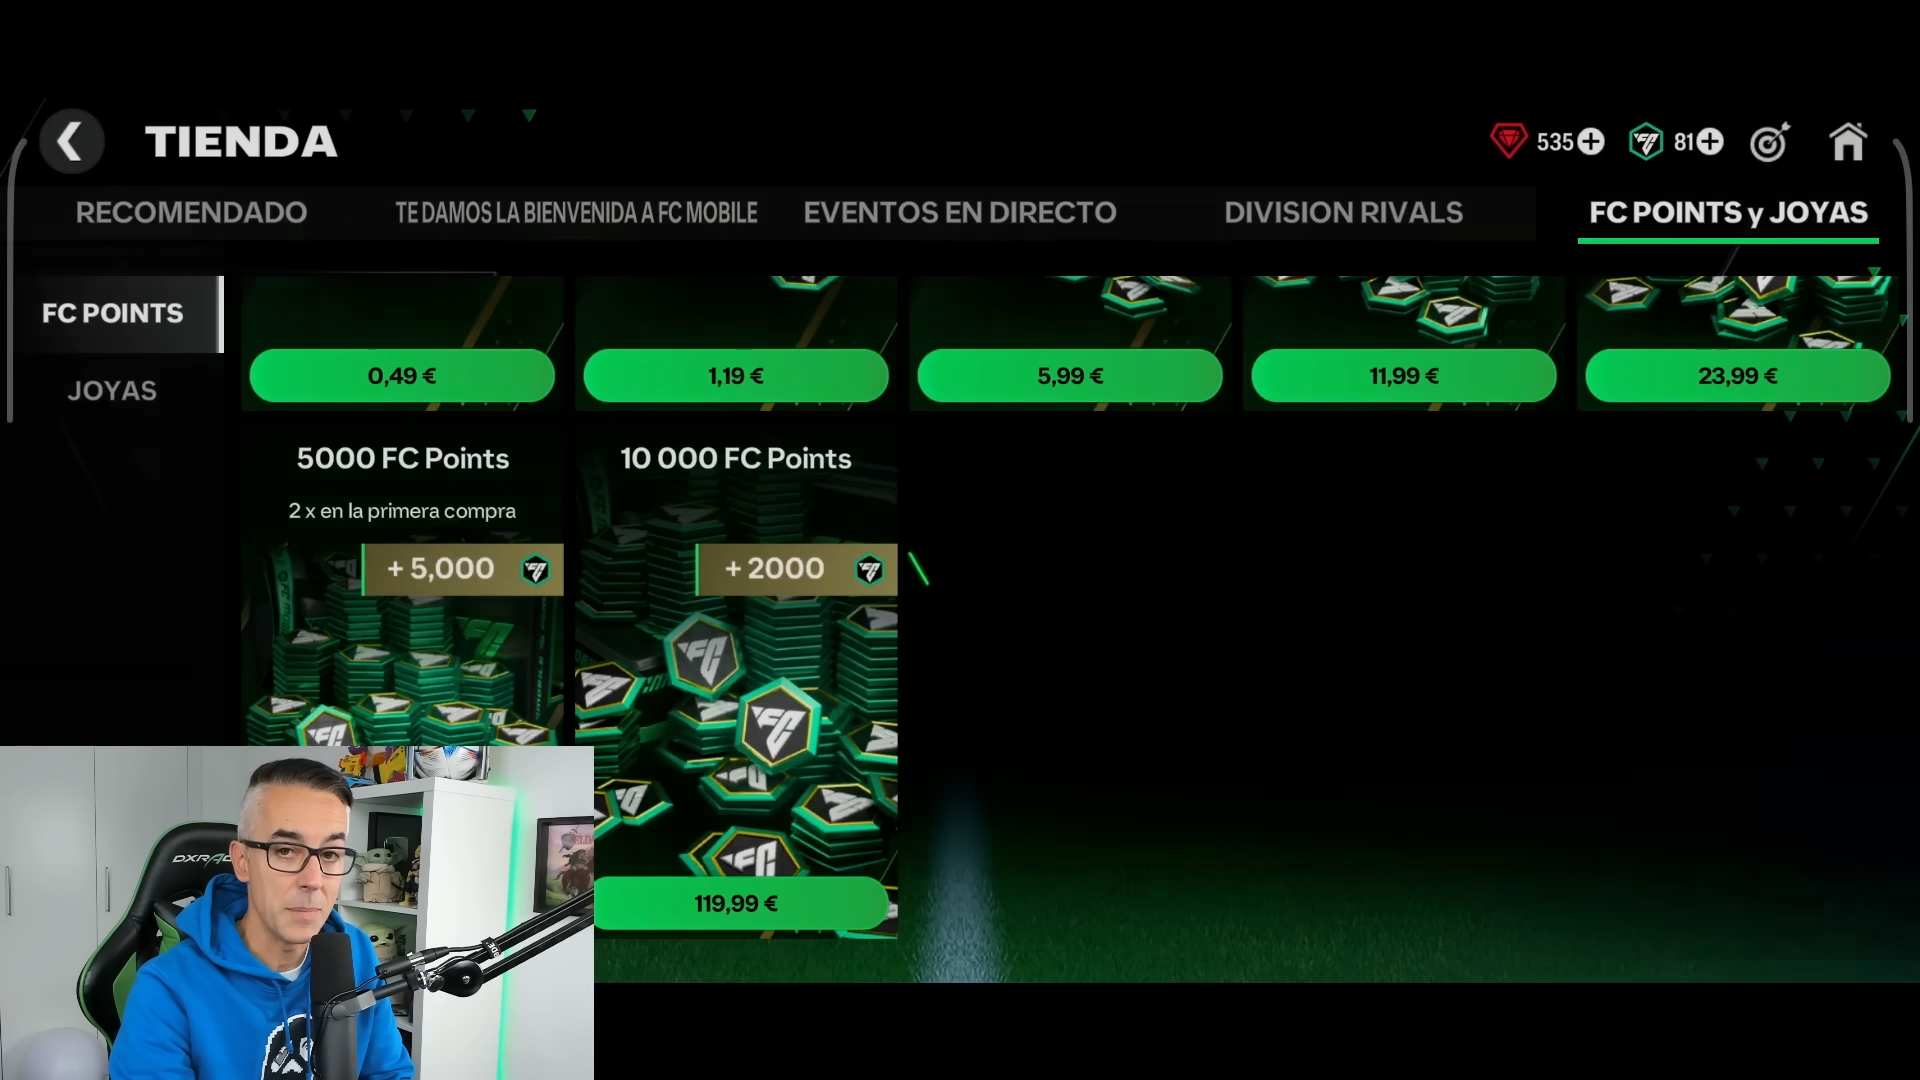 TIENDA
535
81
RECOMENDADO
TE DAMOS LA BIENVENIDA A FC MOBILE
EVENTOS EN DIRECTO
DIVISION RIVALS
FC POINTS y JOYAS
FC POINTS
JOYAS
0,49 €
1,19 €
5,99 €
11,99 €
23,99 €
5000 FC Points
2 x en la primera compra
+ 5,000
10 000 FC Points
+ 2000
119,99 €